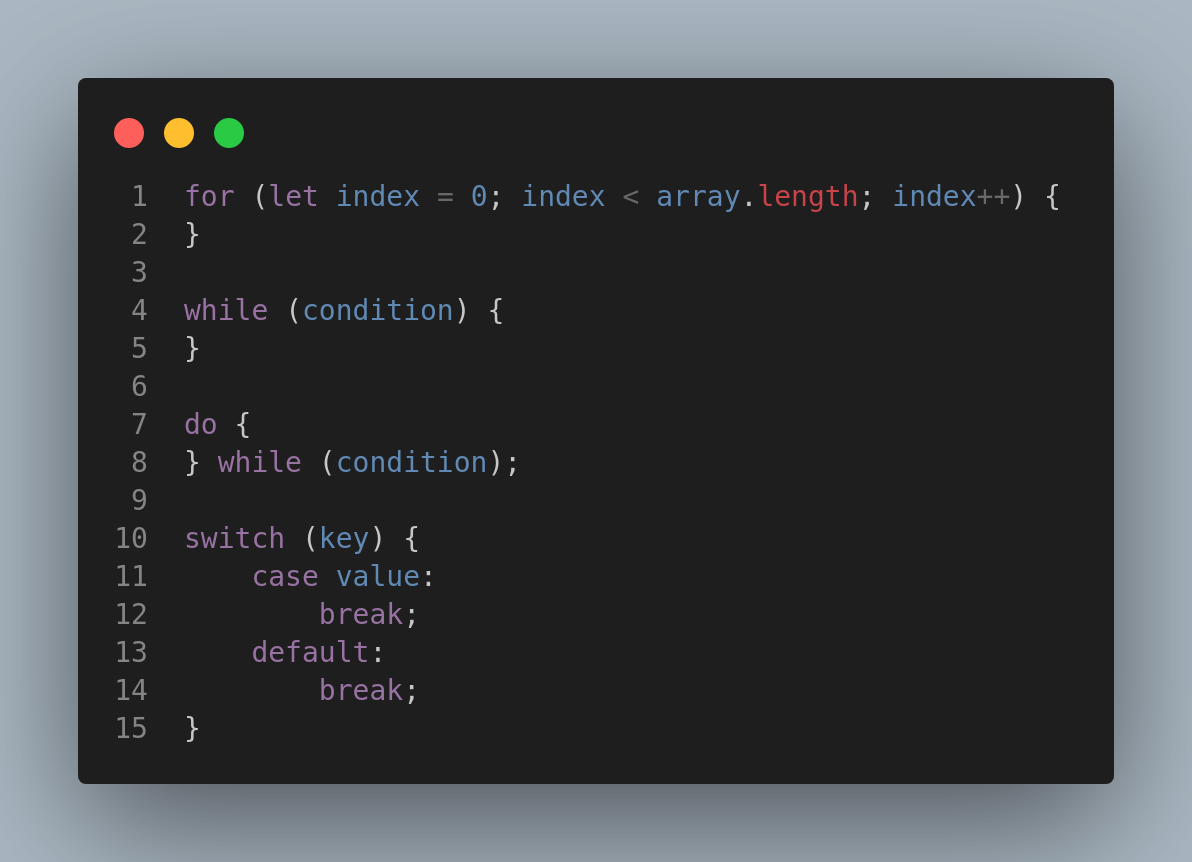 1 for (let index = 0; index < array.length; index++) {
2 }
3
4 while (condition) {
5 }
6
7 do {
8 } while (condition);
9
10 switch (key) {
11     case value:
12         break;
13     default:
14         break;
15 }